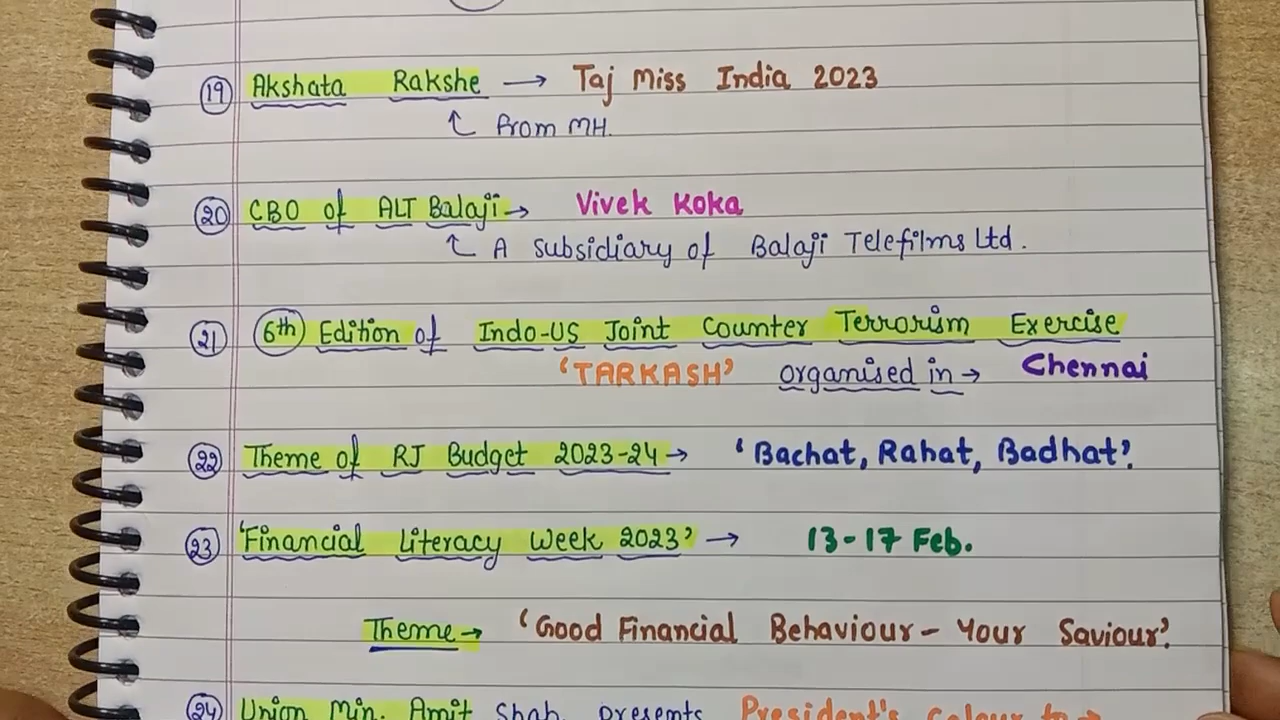 19 Akshata Rakshe → Taj Miss India 2023
from MH.
20 CBO of ALT Balaji → Vivek Koka
A subsidiary of Balaji Telefilms Ltd.
21 6th Edition of Indo-US Joint Counter Terrorism Exercise
'TARKASH' organised in → Chennai
22 Theme of RJ Budget 2023-24 → 'Bachat, Rahat, Badhat'.
23 'Financial Literacy Week 2023' → 13-17 Feb.
Theme → 'Good Financial Behaviour - Your Saviour'.
24 Union Min. Amit Shah presents President's Colour to →